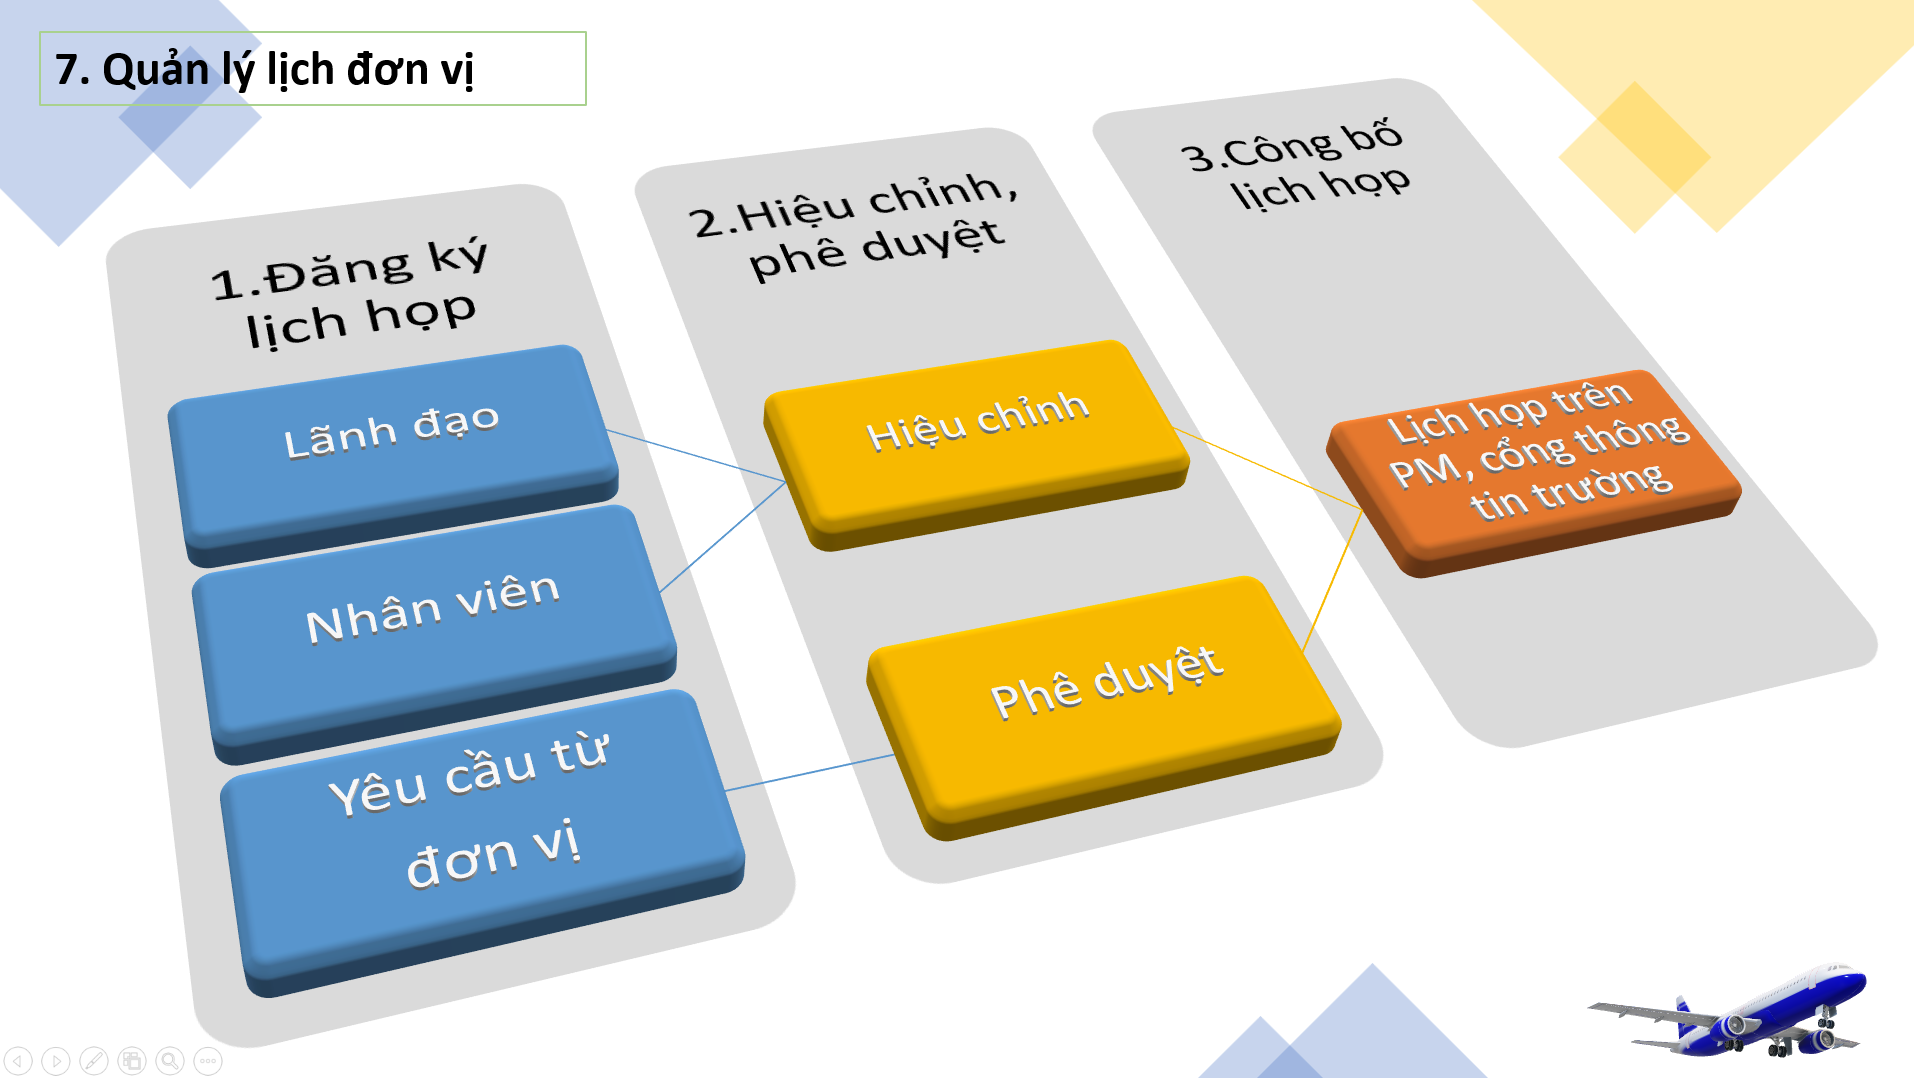 7. Quản lý lịch đơn vị
1.Đăng ký
lịch họp
Lãnh đạo
Nhân viên
Yêu cầu từ
đơn vị
2.Hiệu chỉnh,
phê duyệt
Hiệu chỉnh
Phê duyệt
3.Công bố
lịch họp
Lịch họp trên
PM, cổng thông
tin trường